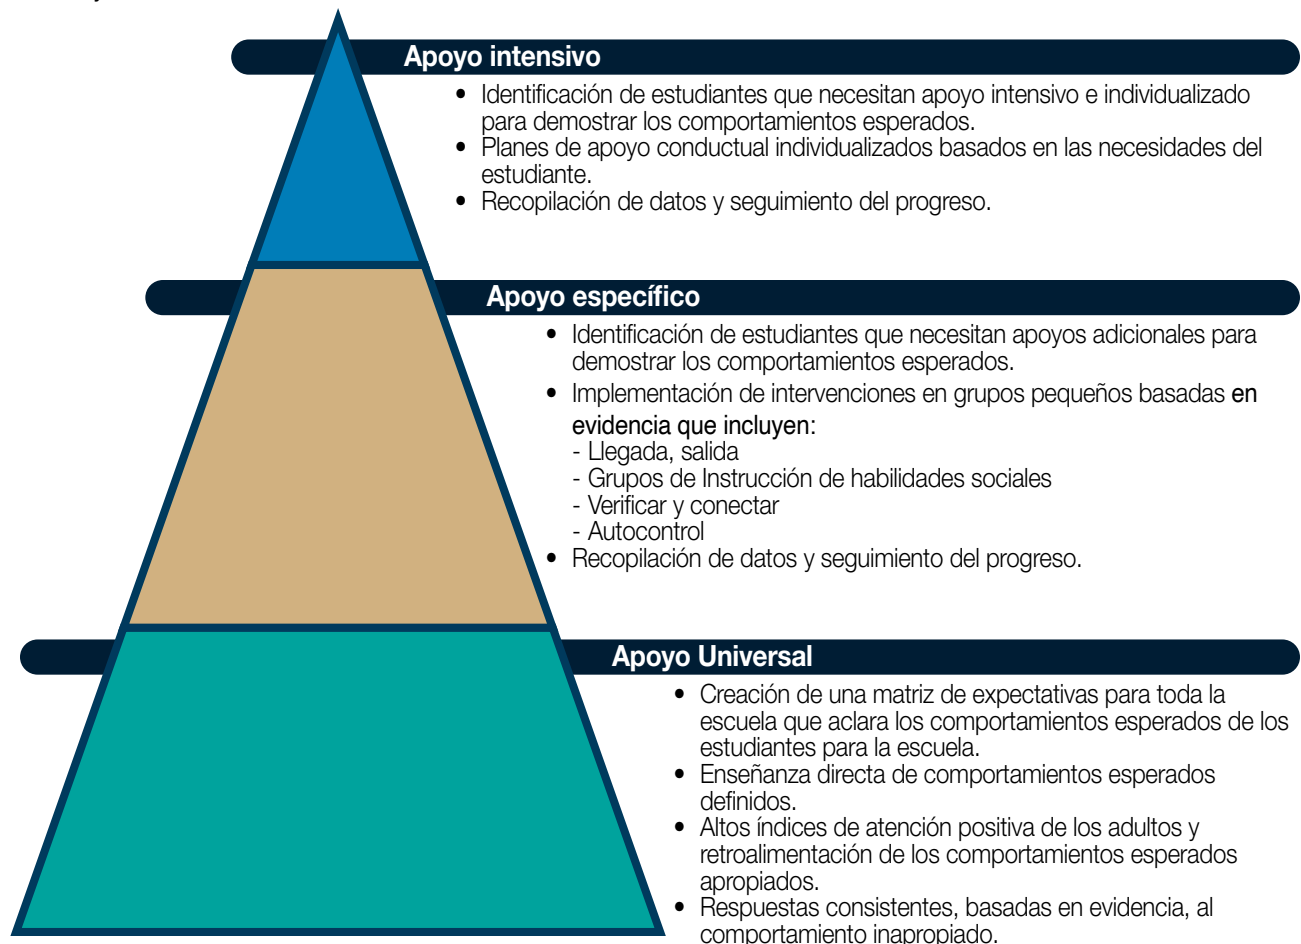 Apoyo intensivo
• Identificación de estudiantes que necesitan apoyo intensivo e individualizado
para demostrar los comportamientos esperados.
• Planes de apoyo conductual individualizados basados en las necesidades del
estudiante.
• Recopilación de datos y seguimiento del progreso.
Apoyo específico
• Identificación de estudiantes que necesitan apoyos adicionales para
demostrar los comportamientos esperados.
• Implementación de intervenciones en grupos pequeños basadas en
evidencia que incluyen:
- Llegada, salida
- Grupos de Instrucción de habilidades sociales
- Verificar y conectar
- Autocontrol
• Recopilación de datos y seguimiento del progreso.
Apoyo Universal
• Creación de una matriz de expectativas para toda la
escuela que aclara los comportamientos esperados de los
estudiantes para la escuela.
• Enseñanza directa de comportamientos esperados
definidos.
• Altos índices de atención positiva de los adultos y
retroalimentación de los comportamientos esperados
apropiados.
• Respuestas consistentes, basadas en evidencia, al
comportamiento inapropiado.